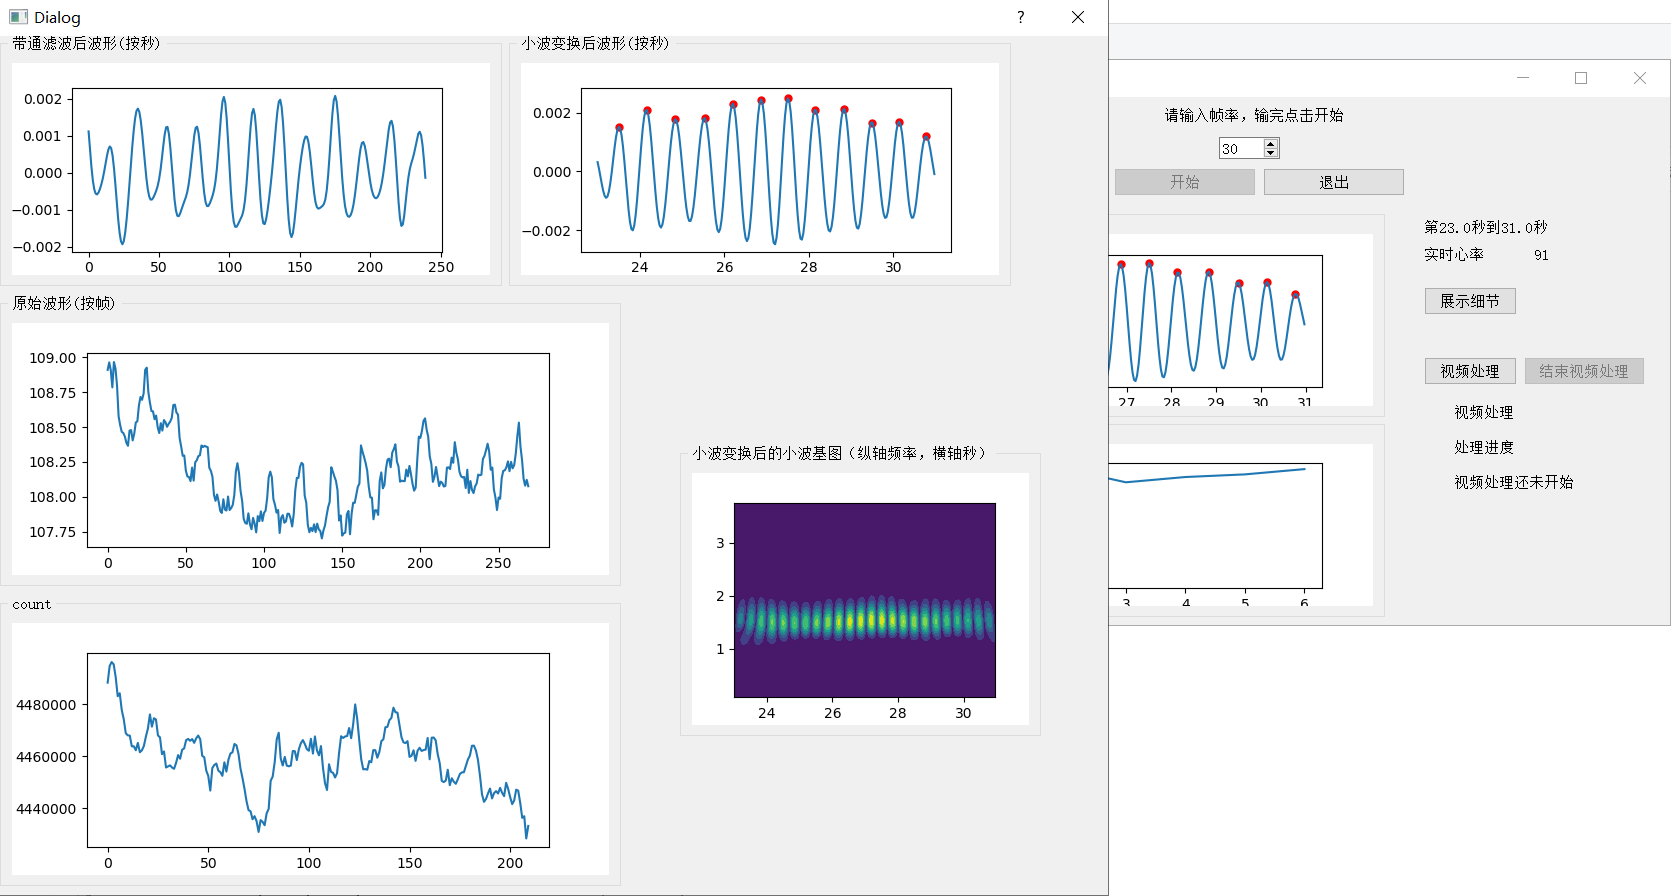 Dialog
?
带通滤波后波形(按秒)
0.002
0.001
0.000
−0.001
−0.002
0 50 100 150 200 250
小波变换后波形(按秒)
0.002
0.000
−0.002
24 26 28 30
原始波形(按帧)
109.00
108.75
108.50
108.25
108.00
107.75
0 50 100 150 200 250
count
4480000
4460000
4440000
0 50 100 150 200
小波变换后的小波基图（纵轴频率，横轴秒）
3
2
1
24 26 28 30
请输入帧率，输完点击开始
30
开始 退出
第23.0秒到31.0秒
实时心率 91
展示细节
27 28 29 30 31
视频处理 结束视频处理
视频处理
处理进度
视频处理还未开始
3 4 5 6